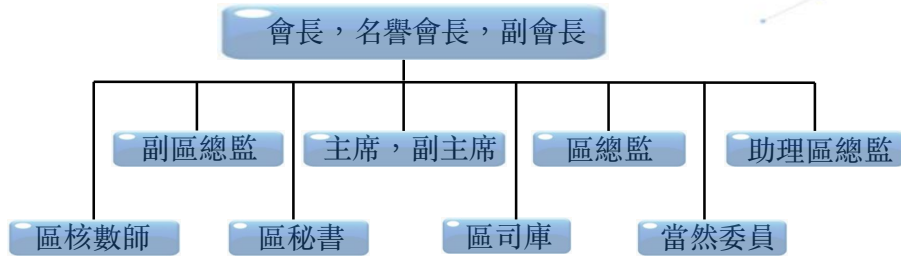 會長，名譽會長，副會長
副區總監
主席，副主席
區總監
助理區總監
區核數師
區秘書
區司庫
當然委員